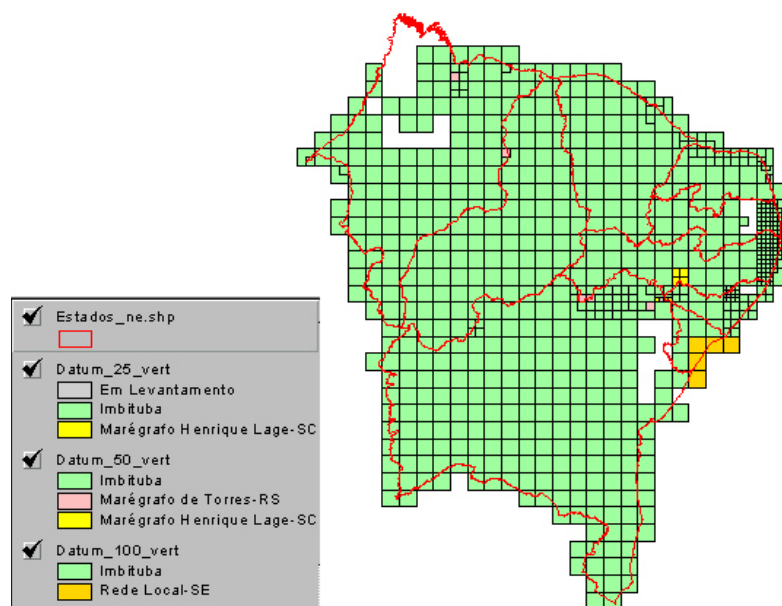 Estados_ne.shp
Datum_25_vert
Em Levantamento
Imbituba
Marégrafo Henrique Lage-SC
Datum_50_vert
Imbituba
Marégrafo de Torres-RS
Marégrafo Henrique Lage-SC
Datum_100_vert
Imbituba
Rede Local-SE